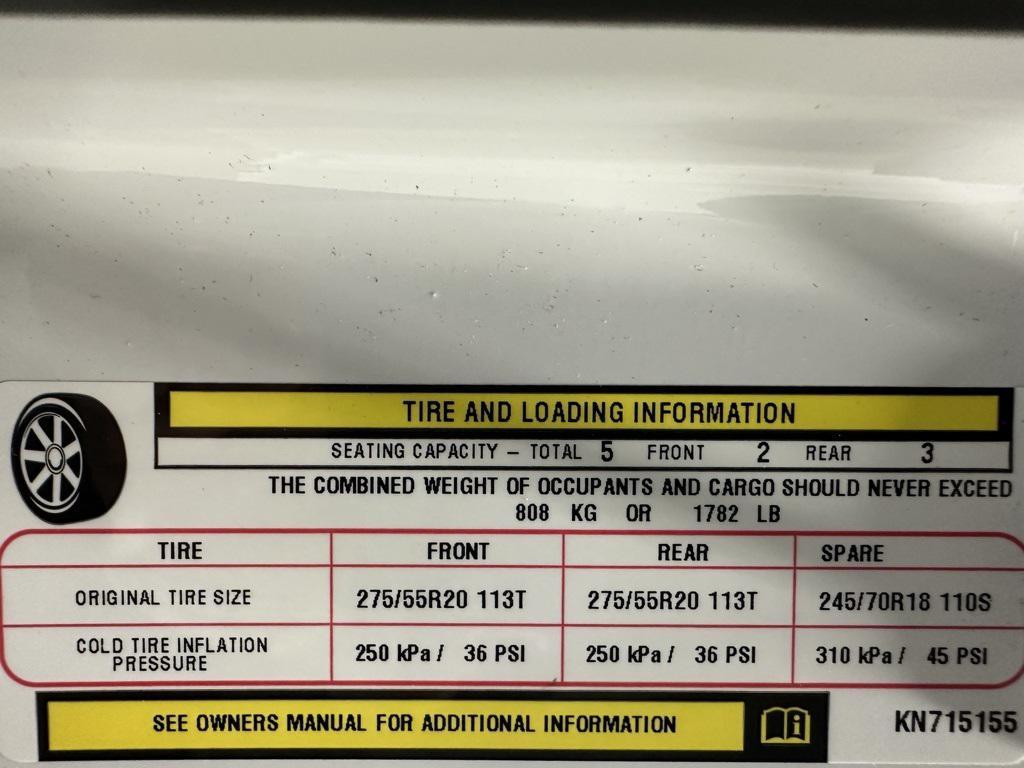 TIRE AND LOADING INFORMATION
SEATING CAPACITY – TOTAL 5 FRONT 2 REAR 3
THE COMBINED WEIGHT OF OCCUPANTS AND CARGO SHOULD NEVER EXCEED
808 KG OR 1782 LB
TIRE FRONT REAR SPARE
ORIGINAL TIRE SIZE 275/55R20 113T 275/55R20 113T 245/70R18 110S
COLD TIRE INFLATION
PRESSURE 250 kPa / 36 PSI 250 kPa / 36 PSI 310 kPa / 45 PSI
SEE OWNERS MANUAL FOR ADDITIONAL INFORMATION KN715155